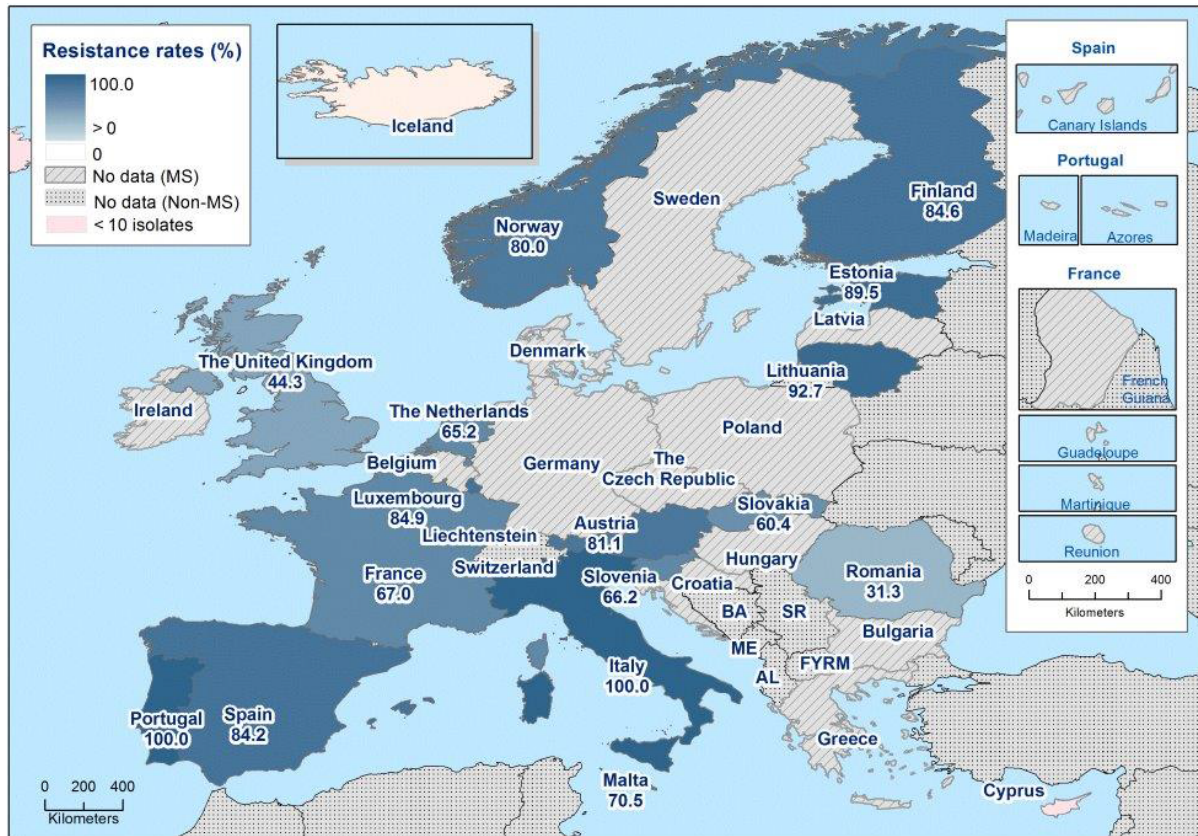 Resistance rates (%)
100.0
> 0
0
No data (MS)
No data (Non-MS)
< 10 isolates
Iceland
Spain
Canary Islands
Portugal
Madeira
Azores
France
French
Guiana
Guadeloupe
Martinique
Reunion
0 200 400
Kilometers
Norway
80.0
Sweden
Finland
84.6
Estonia
89.5
Latvia
Lithuania
92.7
Denmark
The United Kingdom
44.3
Ireland
The Netherlands
65.2
Belgium
Germany
Poland
The
Czech Republic
Luxembourg
84.9
Slovakia
60.4
Liechtenstein
Austria
81.1
Hungary
Switzerland
France
67.0
Slovenia
66.2
Croatia
Romania
31.3
BA
SR
Bulgaria
ME
FYRM
AL
Italy
100.0
Portugal
100.0
Spain
84.2
Greece
Malta
70.5
Cyprus
0 200 400
Kilometers